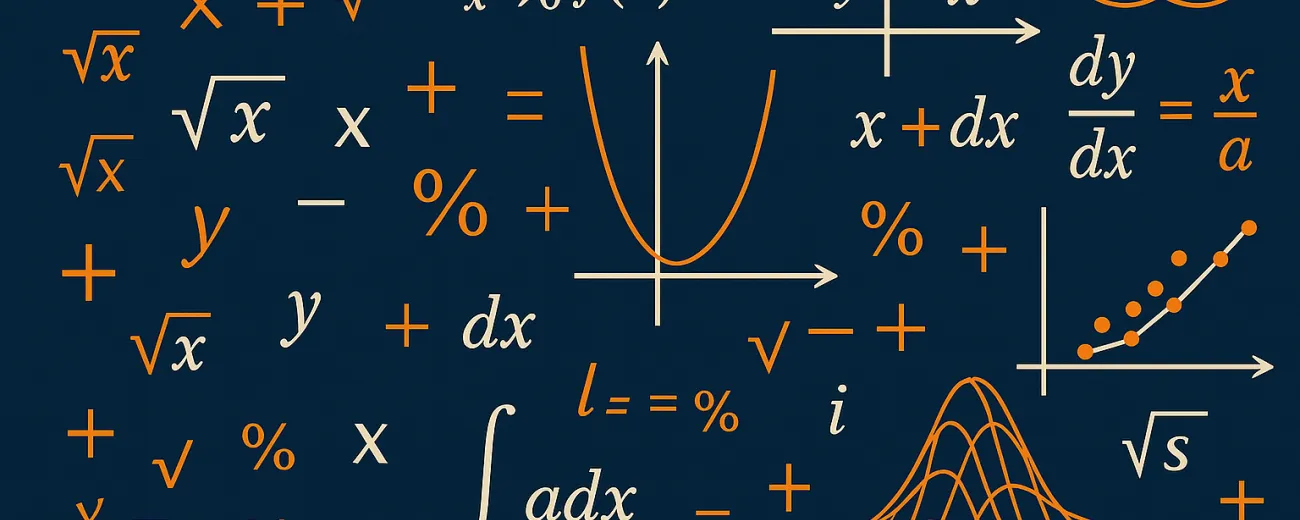 x + √
√x
√x x + =
x + dx
dy/dx = x/a
√x
y − % +
% +
+
√x y + dx
√ − +
l = = %
i
+ √ % x
∫ adx
√s
+ − +